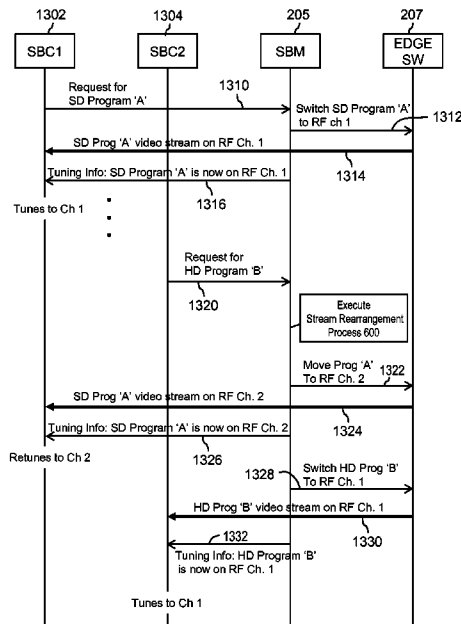 1302
1304
205
207
SBC1
SBC2
SBM
EDGE
SW
Request for
SD Program 'A'
1310
Switch SD Program 'A'
to RF ch 1
1312
SD Prog 'A' video stream on RF Ch. 1
1314
Tuning Info: SD Program 'A' is now on RF Ch. 1
1316
Tunes to Ch 1
Request for
HD Program 'B'
1320
Execute
Stream Rearrangement
Process 600
Move Prog 'A'
To RF Ch. 2
1322
SD Prog 'A' video stream on RF Ch. 2
1324
Tuning Info: SD Program 'A' is now on RF Ch. 2
1326
Retunes to Ch 2
1328
Switch HD Prog 'B'
To RF Ch. 1
HD Prog 'B' video stream on RF Ch. 1
1330
1332
Tuning Info: HD Program 'B'
is now on RF Ch. 1
Tunes to Ch 1